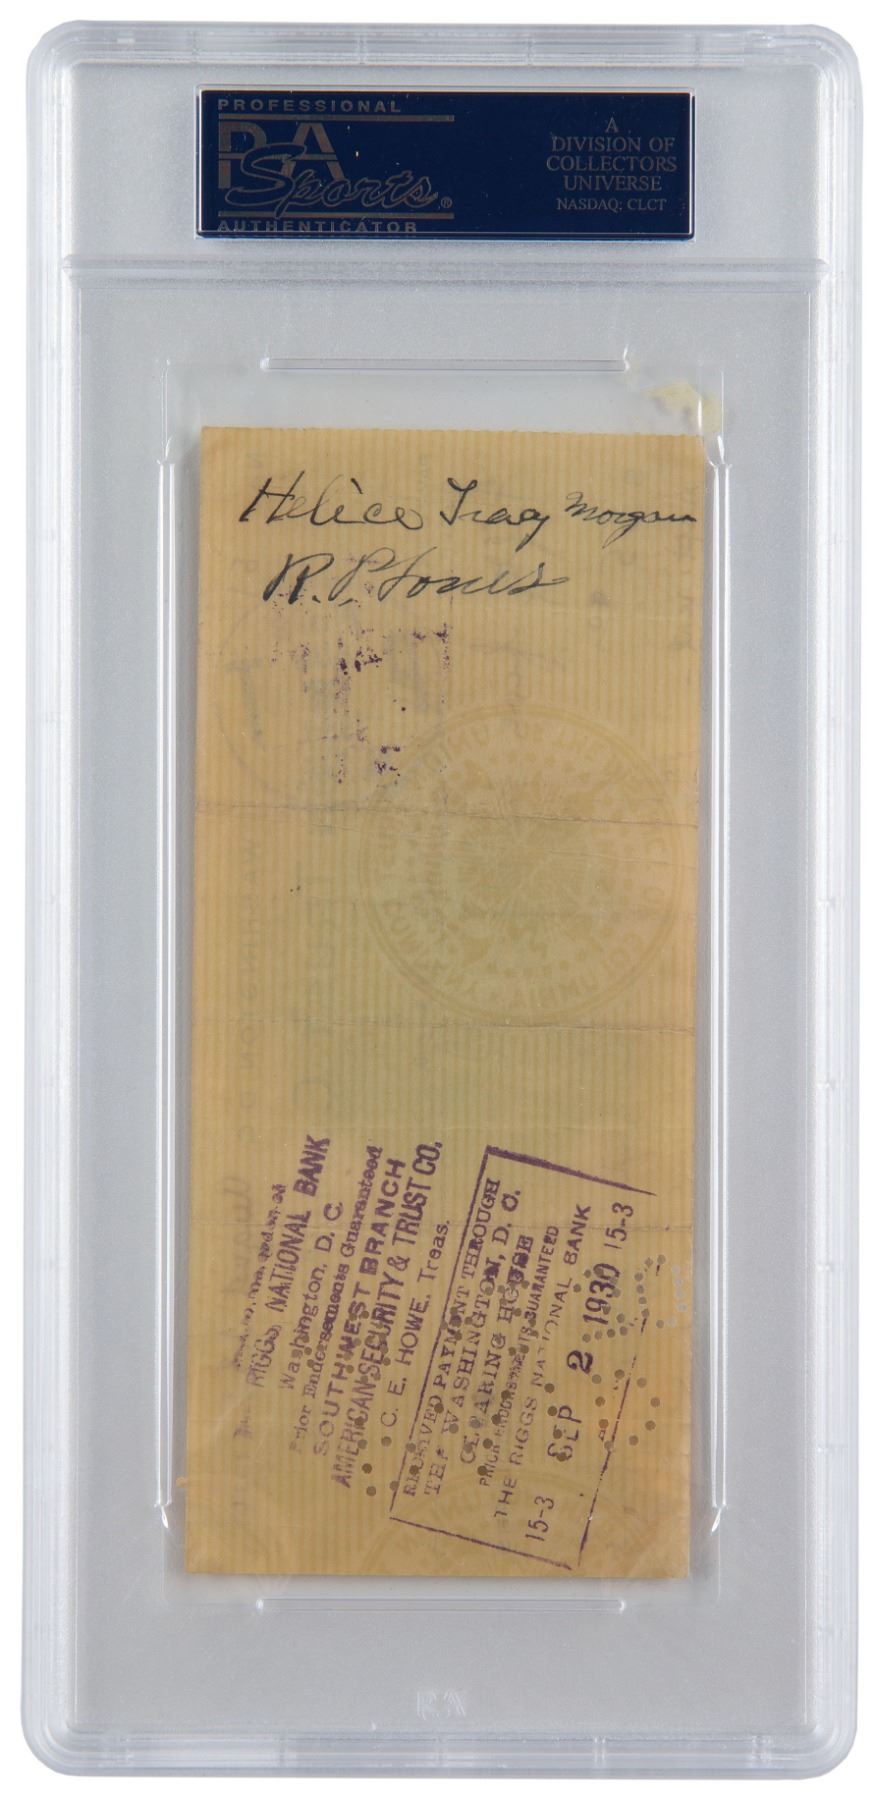 PROFESSIONAL
PSA
Sports®
AUTHENTICATOR
A
DIVISION OF
COLLECTORS
UNIVERSE
NASDAQ: CLCT
Helice Tracy Morgan
R. P. Jones
RIGGS NATIONAL BANK
Washington, D. C.
Prior Endorsements Guaranteed
SOUTHWEST BRANCH
AMERICAN SECURITY & TRUST CO.
C. E. HOWE, Treas.
RECEIVED PAYMENT THROUGH
THE WASHINGTON, D. C.
CLEARING HOUSE
PRIOR ENDORSEMENTS GUARANTEED
THE RIGGS NATIONAL BANK
15-3 SEP 2 1930 15-3
PSA